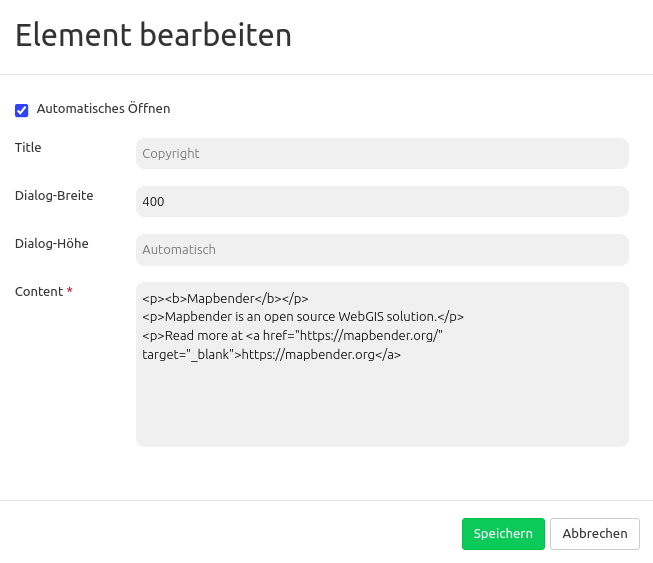 Element bearbeiten
Automatisches Öffnen
Title
Copyright
Dialog-Breite
400
Dialog-Höhe
Automatisch
Content *
<p><b>Mapbender</b></p>
<p>Mapbender is an open source WebGIS solution.</p>
<p>Read more at <a href="https://mapbender.org/"
target="_blank">https://mapbender.org</a>
Speichern
Abbrechen